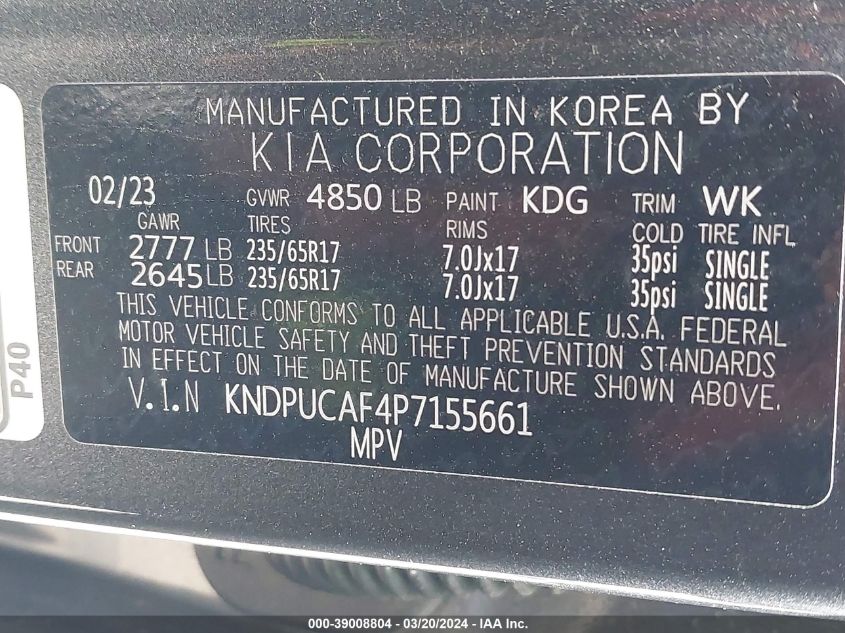 MANUFACTURED IN KOREA BY
KIA CORPORATION
02/23 GVWR 4850 LB PAINT KDG TRIM WK
GAWR TIRES RIMS COLD TIRE INFL
FRONT 2777 LB 235/65R17 7.0Jx17 35psi SINGLE
REAR 2645 LB 235/65R17 7.0Jx17 35psi SINGLE
THIS VEHICLE CONFORMS TO ALL APPLICABLE U.S.A. FEDERAL
MOTOR VEHICLE SAFETY AND THEFT PREVENTION STANDARDS
IN EFFECT ON THE DATE OF MANUFACTURE SHOWN ABOVE.
V.I.N KNDPUCAF4P7155661
MPV
P40
000-39008804 - 03/20/2024 - IAAI.com